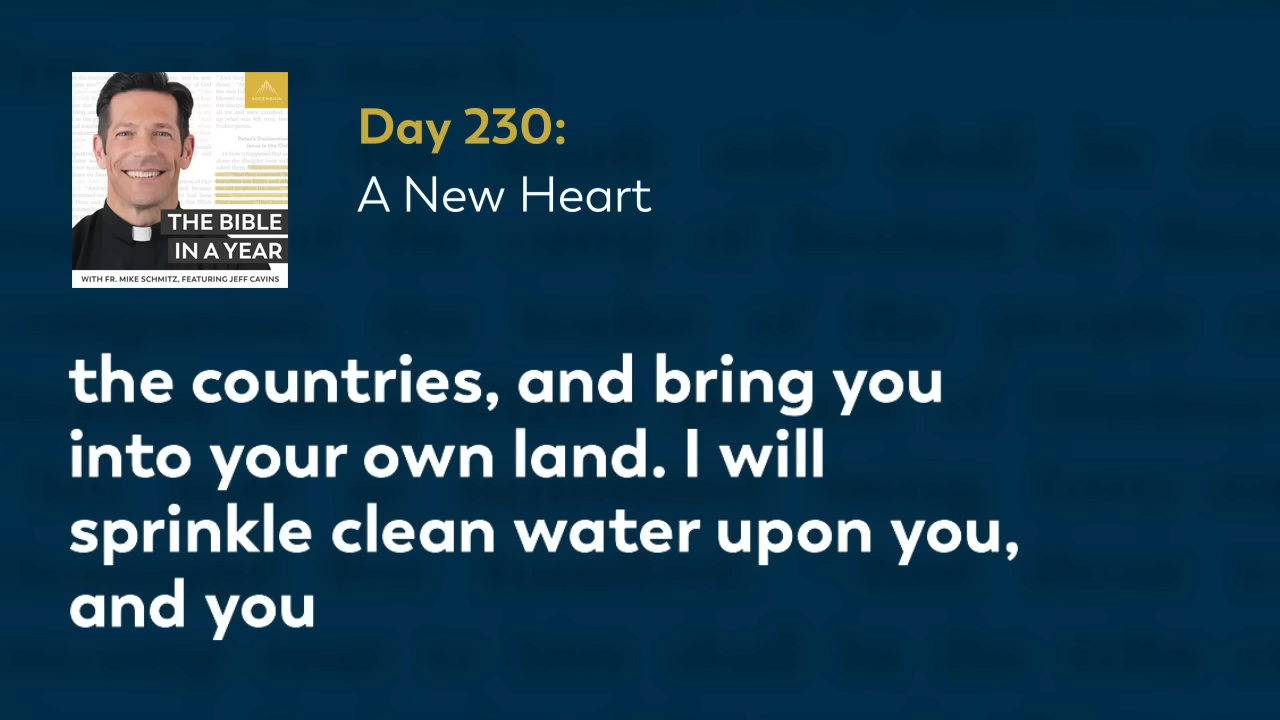 ASCENSION
THE BIBLE
IN A YEAR
WITH FR. MIKE SCHMITZ, FEATURING JEFF CAVINS
Day 230:
A New Heart
the countries, and bring you
into your own land. I will
sprinkle clean water upon you,
and you